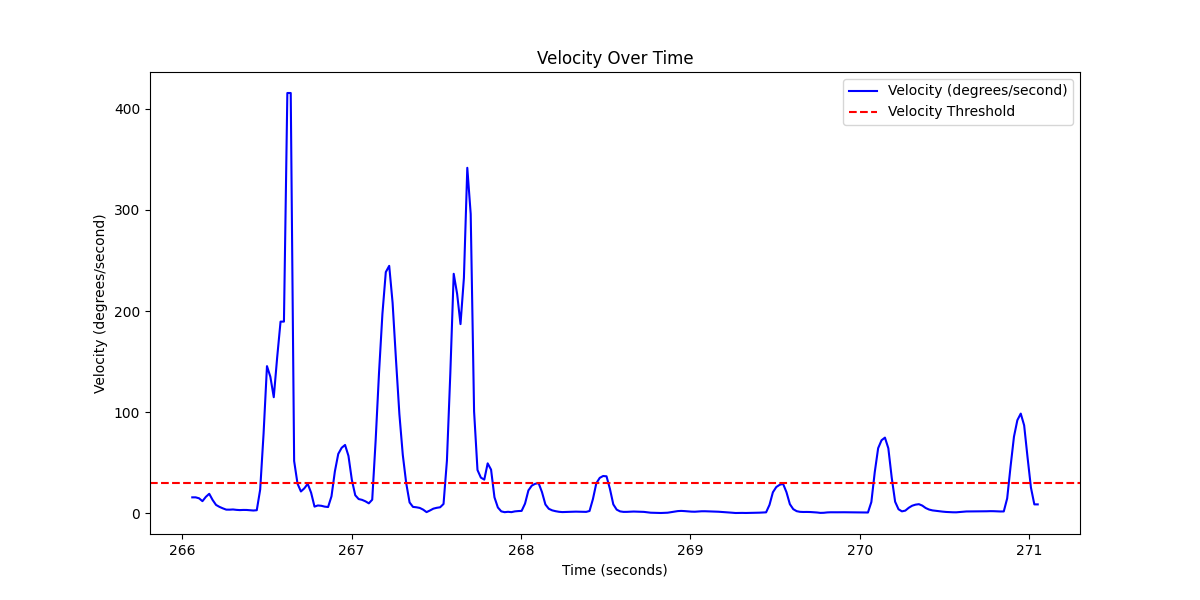 Velocity Over Time
Velocity (degrees/second)
Velocity Threshold
400
300
200
100
0
Velocity (degrees/second)
266 267 268 269 270 271
Time (seconds)